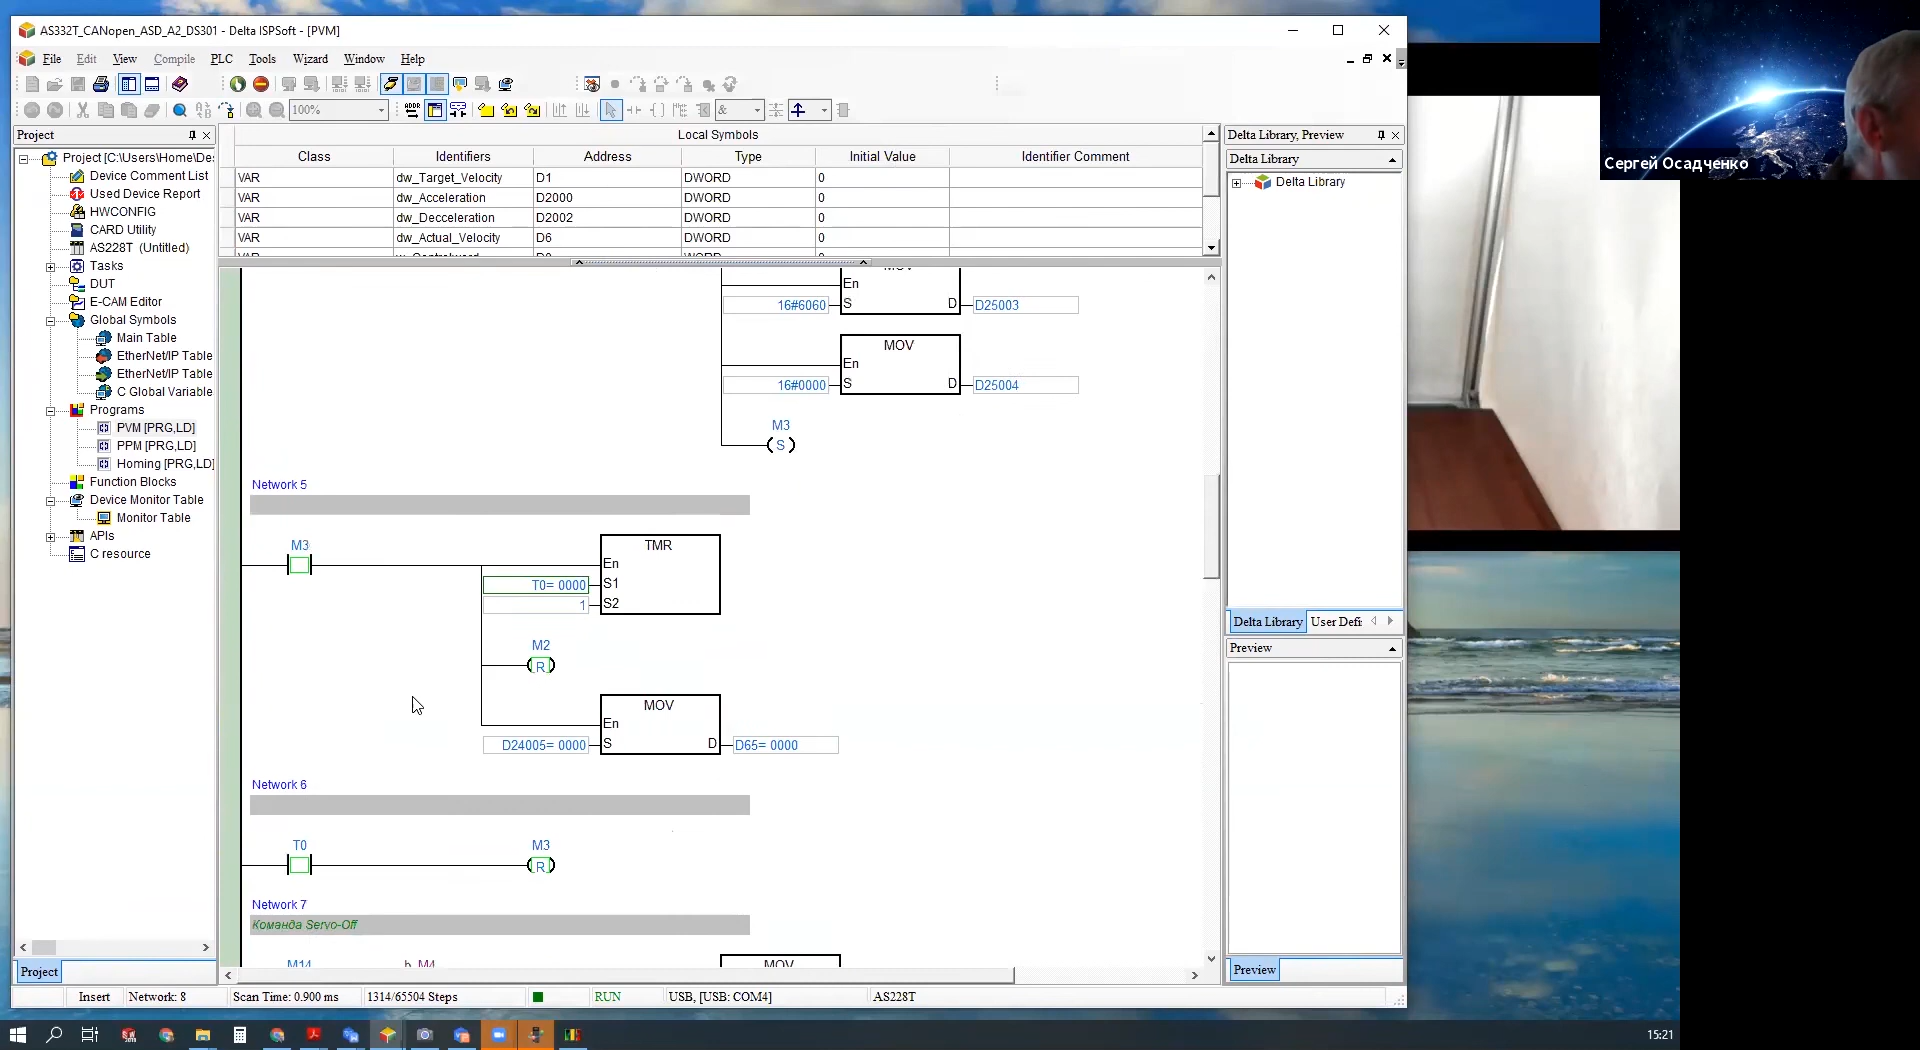 AS332T_CANopen_ASD_A2_DS301 - Delta ISPSoft - [PVM]
File Edit View Compile PLC Tools Wizard Window Help
100%
&
Project
Project [C:\Users\Home\De:
Device Comment List
Used Device Report
HWCONFIG
CARD Utility
AS228T (Untitled)
Tasks
DUT
E-CAM Editor
Global Symbols
Main Table
EtherNet/IP Table
EtherNet/IP Table
C Global Variable
Programs
PVM [PRG,LD]
PPM [PRG,LD]
Homing [PRG,LD]
Function Blocks
Device Monitor Table
Monitor Table
APIs
C resource
Project
Local Symbols
Class Identifiers Address Type Initial Value Identifier Comment
VAR dw_Target_Velocity D1 DWORD 0
VAR dw_Acceleration D2000 DWORD 0
VAR dw_Decceleration D2002 DWORD 0
VAR dw_Actual_Velocity D6 DWORD 0
En
16#6060 S D D25003
MOV
En
16#0000 S D D25004
M3
S
Network 5
M3
TMR
En
T0= 0000 S1
1 S2
M2
R
MOV
En
D24005= 0000 S D D65= 0000
Network 6
T0 M3
R
Network 7
Команда Servo-Off
M14 b_M4 MOV
Delta Library, Preview
Delta Library
Delta Library
Delta Library User Defi
Preview
Preview
Insert Network: 8 Scan Time: 0.900 ms 1314/65504 Steps RUN USB, [USB: COM4] AS228T
Сергей Осадченко
15:21